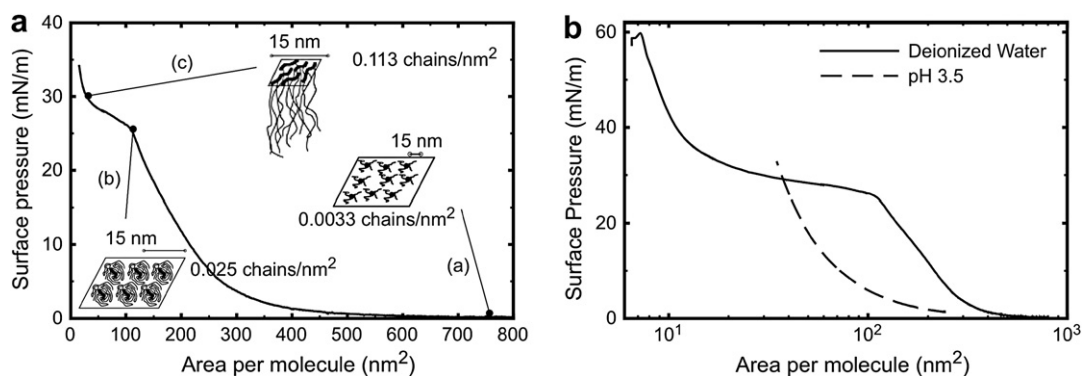 a
Surface pressure (mN/m)
40
30
20
10
0
0 100 200 300 400 500 600 700 800
Area per molecule (nm²)
(c)
15 nm
0.113 chains/nm²
(b)
15 nm
0.025 chains/nm²
15 nm
0.0033 chains/nm²
(a)
b
Surface Pressure (mN/m)
60
40
20
0
10¹ 10² 10³
Area per molecule (nm²)
Deionized Water
pH 3.5